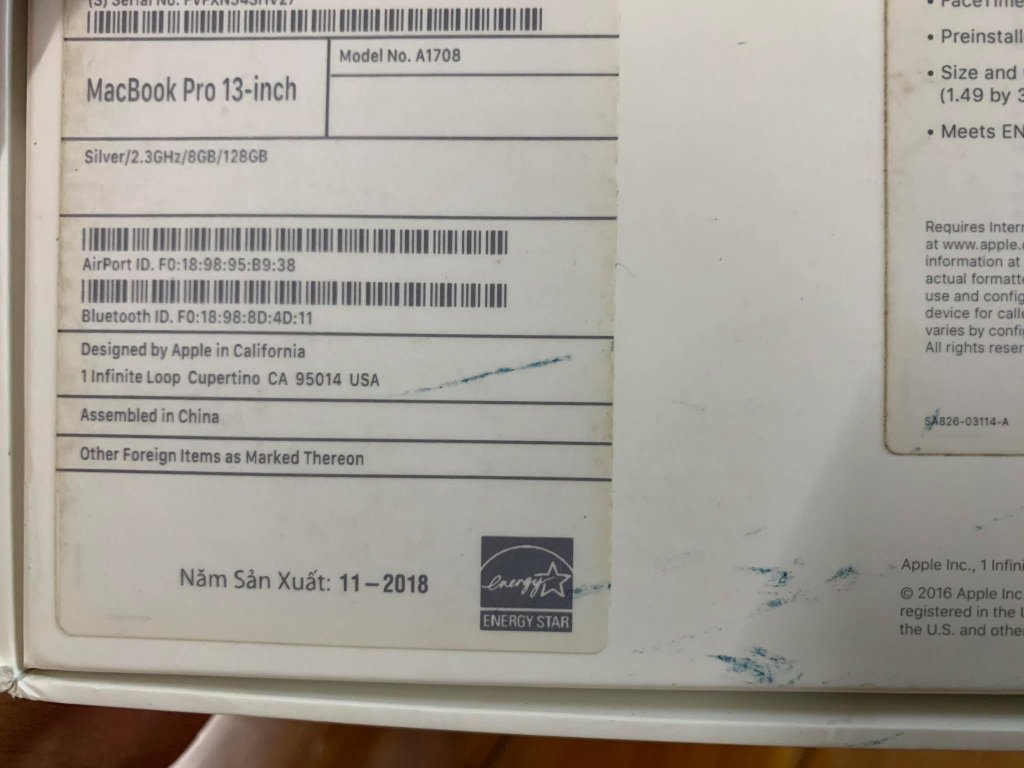 MacBook Pro 13-inch
Model No. A1708
Silver/2.3GHz/8GB/128GB
AirPort ID. F0:18:98:95:B9:38
Bluetooth ID. F0:18:98:8D:4D:11
Designed by Apple in California
1 Infinite Loop Cupertino CA 95014 USA
Assembled in China
Other Foreign Items as Marked Thereon
Năm Sản Xuất: 11–2018
energy
ENERGY STAR
• FaceTime
• Preinstall
• Size and
(1.49 by
• Meets EN
Requires Intern
at www.apple.
information at
actual formatt
use and config
device for calle
varies by confi
All rights reser
SA826-03114-A
Apple Inc., 1 Infini
© 2016 Apple Inc
registered in the
the U.S. and othe